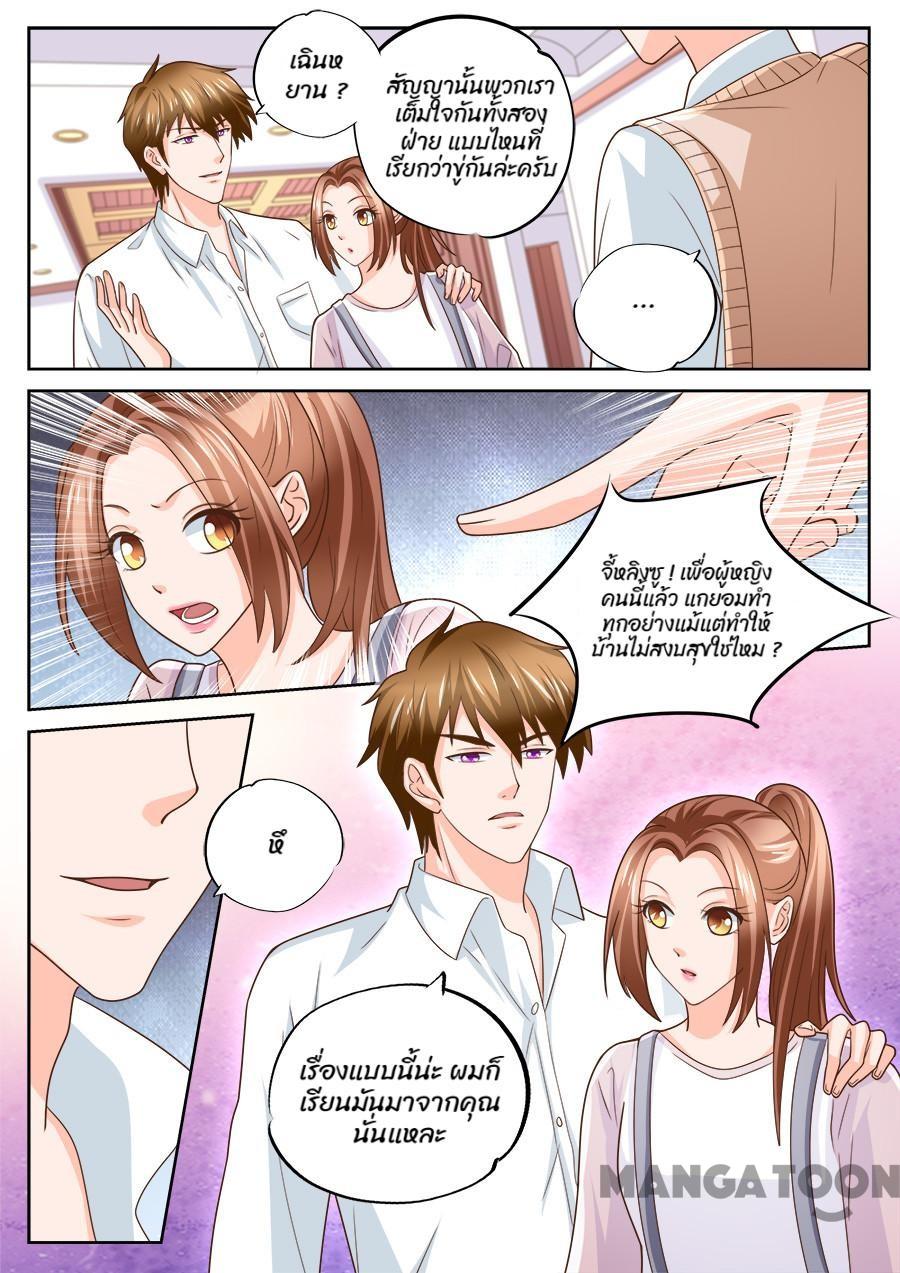 เฉินห
ยาน ?
สัญญานั้นพวกเรา
เต็มใจกันทั้งสอง
ฝ่าย แบบไหนที่
เรียกว่าขู่กันล่ะครับ
...
จี้หลิงซู ! เพื่อผู้หญิง
คนนี้แล้ว แกยอมทำ
ทุกอย่างแม้แต่ทำให้
บ้านไม่สงบสุขใช่ไหม ?
หึ
เรื่องแบบนี้น่ะ ผมก็
เรียนมันมาจากคุณ
นั่นแหละ
MANGATOON